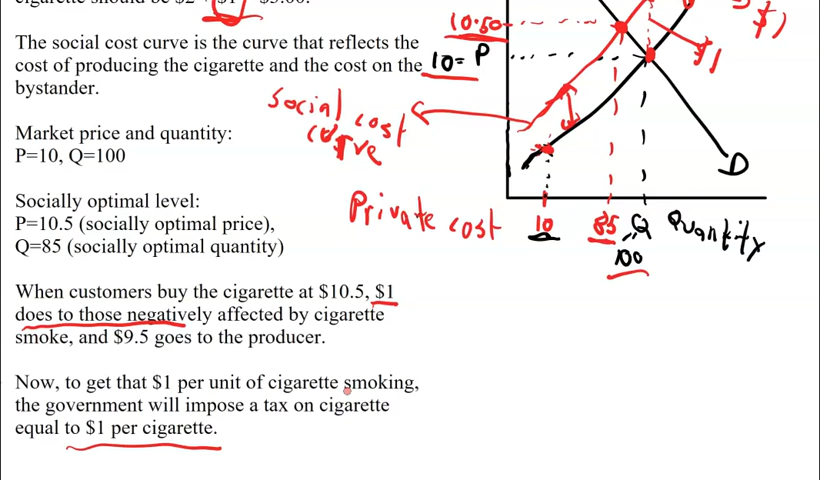 The social cost curve is the curve that reflects the
cost of producing the cigarette and the cost on the
bystander.
Market price and quantity:
P=10, Q=100
Socially optimal level:
P=10.5 (socially optimal price),
Q=85 (socially optimal quantity)
When customers buy the cigarette at $10.5, $1
does to those negatively affected by cigarette
smoke, and $9.5 goes to the producer.
Now, to get that $1 per unit of cigarette smoking,
the government will impose a tax on cigarette
equal to $1 per cigarette.
10.50
10= P
$1
Social cost
curve
D
Private cost
10
85
Q
Quantity
100